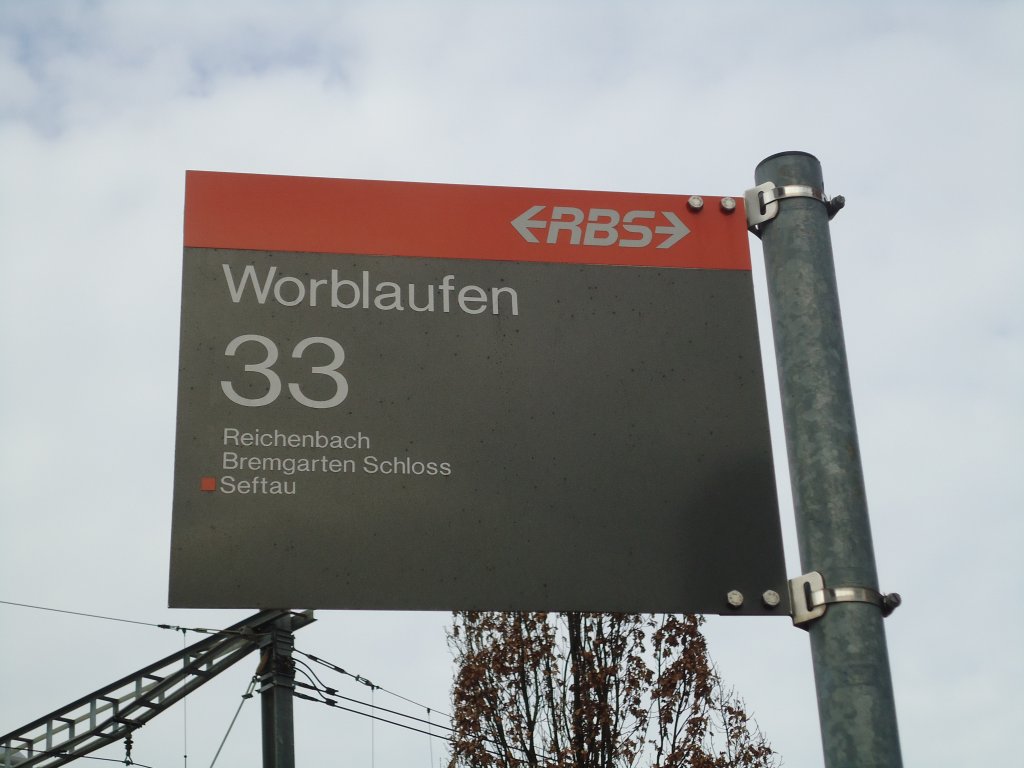 RBS
Worblaufen
33
Reichenbach
Bremgarten Schloss
Seftau